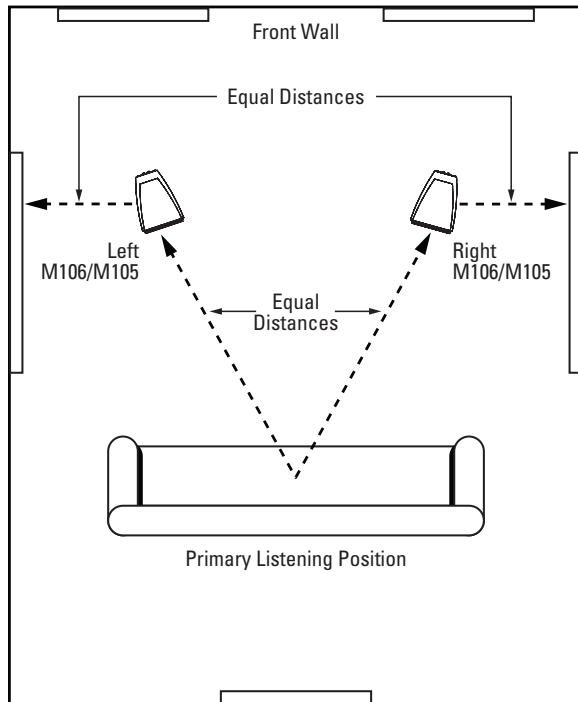 Front Wall
Equal Distances
Left
M106/M105
Right
M106/M105
Equal
Distances
Primary Listening Position